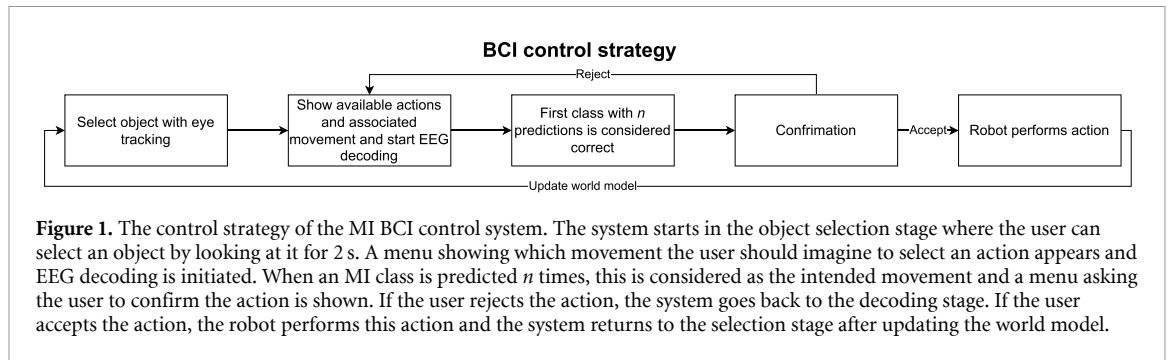 BCI control strategy
Reject
Select object with eye
tracking
Show available actions
and associated
movement and start EEG
decoding
First class with n
predictions is considered
correct
Confrimation
Accept
Robot performs action
Update world model
Figure 1. The control strategy of the MI BCI control system. The system starts in the object selection stage where the user can
select an object by looking at it for 2 s. A menu showing which movement the user should imagine to select an action appears and
EEG decoding is initiated. When an MI class is predicted n times, this is considered as the intended movement and a menu asking
the user to confirm the action is shown. If the user rejects the action, the system goes back to the decoding stage. If the user
accepts the action, the robot performs this action and the system returns to the selection stage after updating the world model.